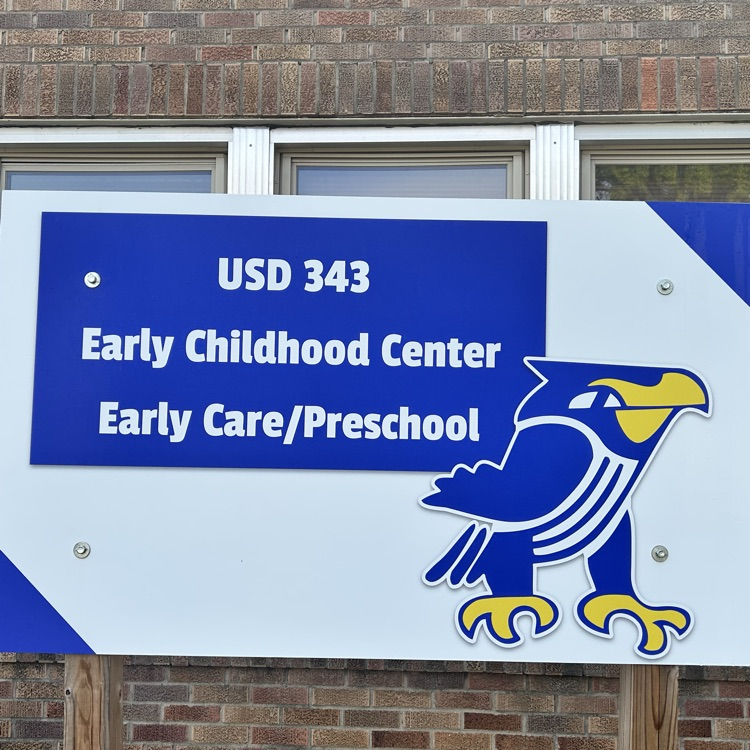 USD 343
Early Childhood Center
Early Care/Preschool